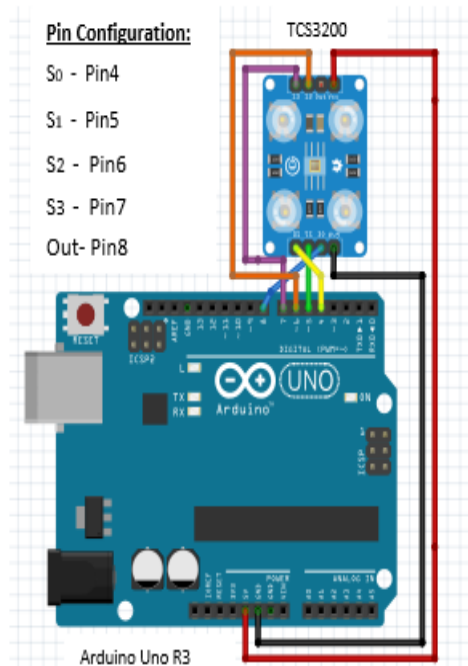 Pin Configuration:
TCS3200
S0 - Pin4
S1 - Pin5
S2 - Pin6
S3 - Pin7
Out- Pin8
RESET
ICSP2
AREF
GND
13
12
~11
~10
~9
8
7
~6
~5
4
~3
2
TXD▶1
RXD◀0
DIGITAL (PWM~)
L
TX
RX
Arduino
UNO
ON
ICSP
1
IOREF
RESET
3V3
5V
GND
GND
VIN
POWER
ANALOG IN
A0
A1
A2
A3
A4
A5
Arduino Uno R3